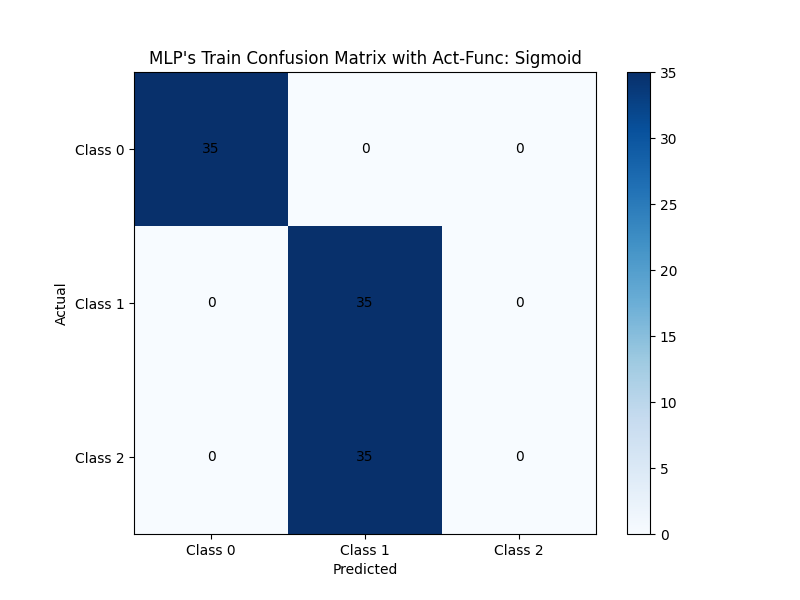 MLP's Train Confusion Matrix with Act-Func: Sigmoid
Class 0 35 0 0
Class 1 0 35 0
Class 2 0 35 0
Class 0 Class 1 Class 2
Predicted
Actual
35
30
25
20
15
10
5
0